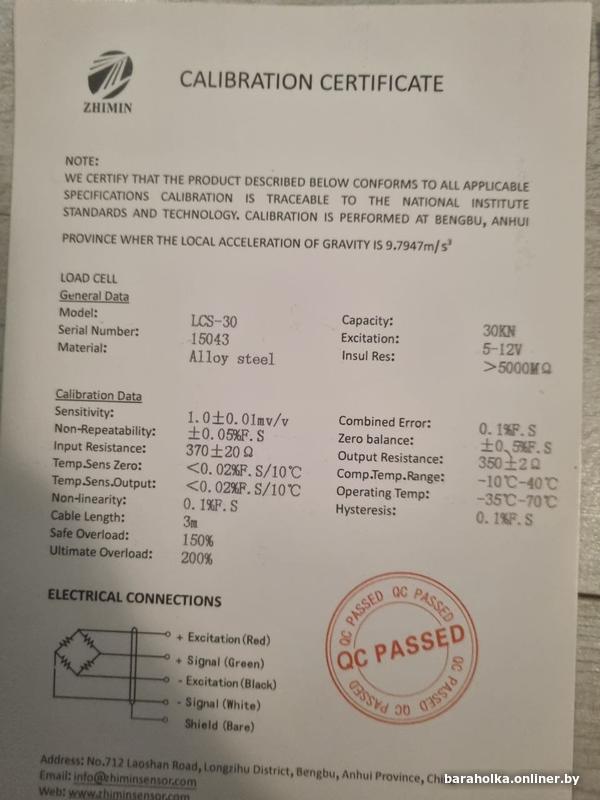 ZHIMIN
CALIBRATION CERTIFICATE
NOTE:
WE CERTIFY THAT THE PRODUCT DESCRIBED BELOW CONFORMS TO ALL APPLICABLE
SPECIFICATIONS CALIBRATION IS TRACEABLE TO THE NATIONAL INSTITUTE
STANDARDS AND TECHNOLOGY. CALIBRATION IS PERFORMED AT BENGBU, ANHUI
PROVINCE WHER THE LOCAL ACCELERATION OF GRAVITY IS 9.7947m/s³
LOAD CELL
General Data
Model: LCS-30 Capacity: 30KN
Serial Number: 15043 Excitation: 5-12V
Material: Alloy steel Insul Res: >5000MΩ
Calibration Data
Sensitivity: 1.0±0.01mv/v Combined Error: 0.1%F.S
Non-Repeatability: ±0.05%F.S Zero balance: ±0.5%F.S
Input Resistance: 370±20Ω Output Resistance: 350±2Ω
Temp.Sens Zero: <0.02%F.S/10℃ Comp.Temp.Range: -10℃-40℃
Temp.Sens.Output: <0.02%F.S/10℃ Operating Temp: -35℃-70℃
Non-linearity: 0.1%F.S Hysteresis: 0.1%F.S
Cable Length: 3m
Safe Overload: 150%
Ultimate Overload: 200%
ELECTRICAL CONNECTIONS
+ Excitation(Red)
+ Signal (Green)
- Excitation(Black)
- Signal (White)
Shield (Bare)
QC PASSED QC PASSED QC PASSED QC PASSED
QC PASSED
Address: No.712 Laoshan Road, Longzihu District, Bengbu, Anhui Province,
Email: info@zhiminsensor.com
Web: www.zhiminsensor.com
baraholka.onliner.by